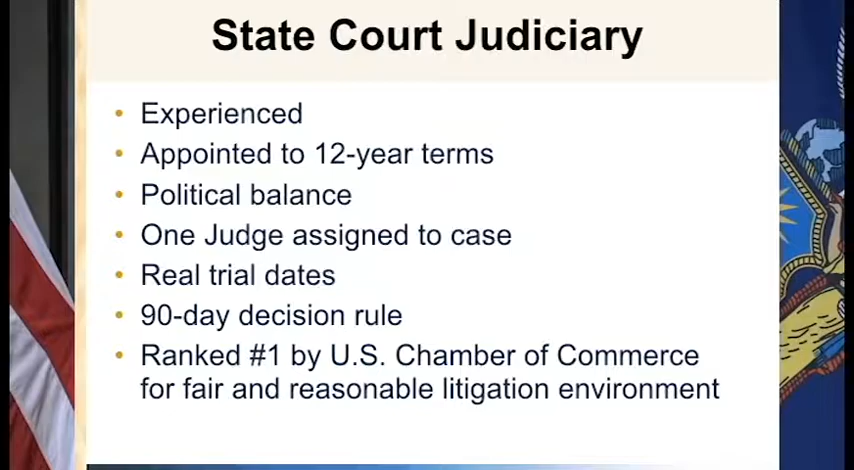 State Court Judiciary
• Experienced
• Appointed to 12-year terms
• Political balance
• One Judge assigned to case
• Real trial dates
• 90-day decision rule
• Ranked #1 by U.S. Chamber of Commerce
for fair and reasonable litigation environment